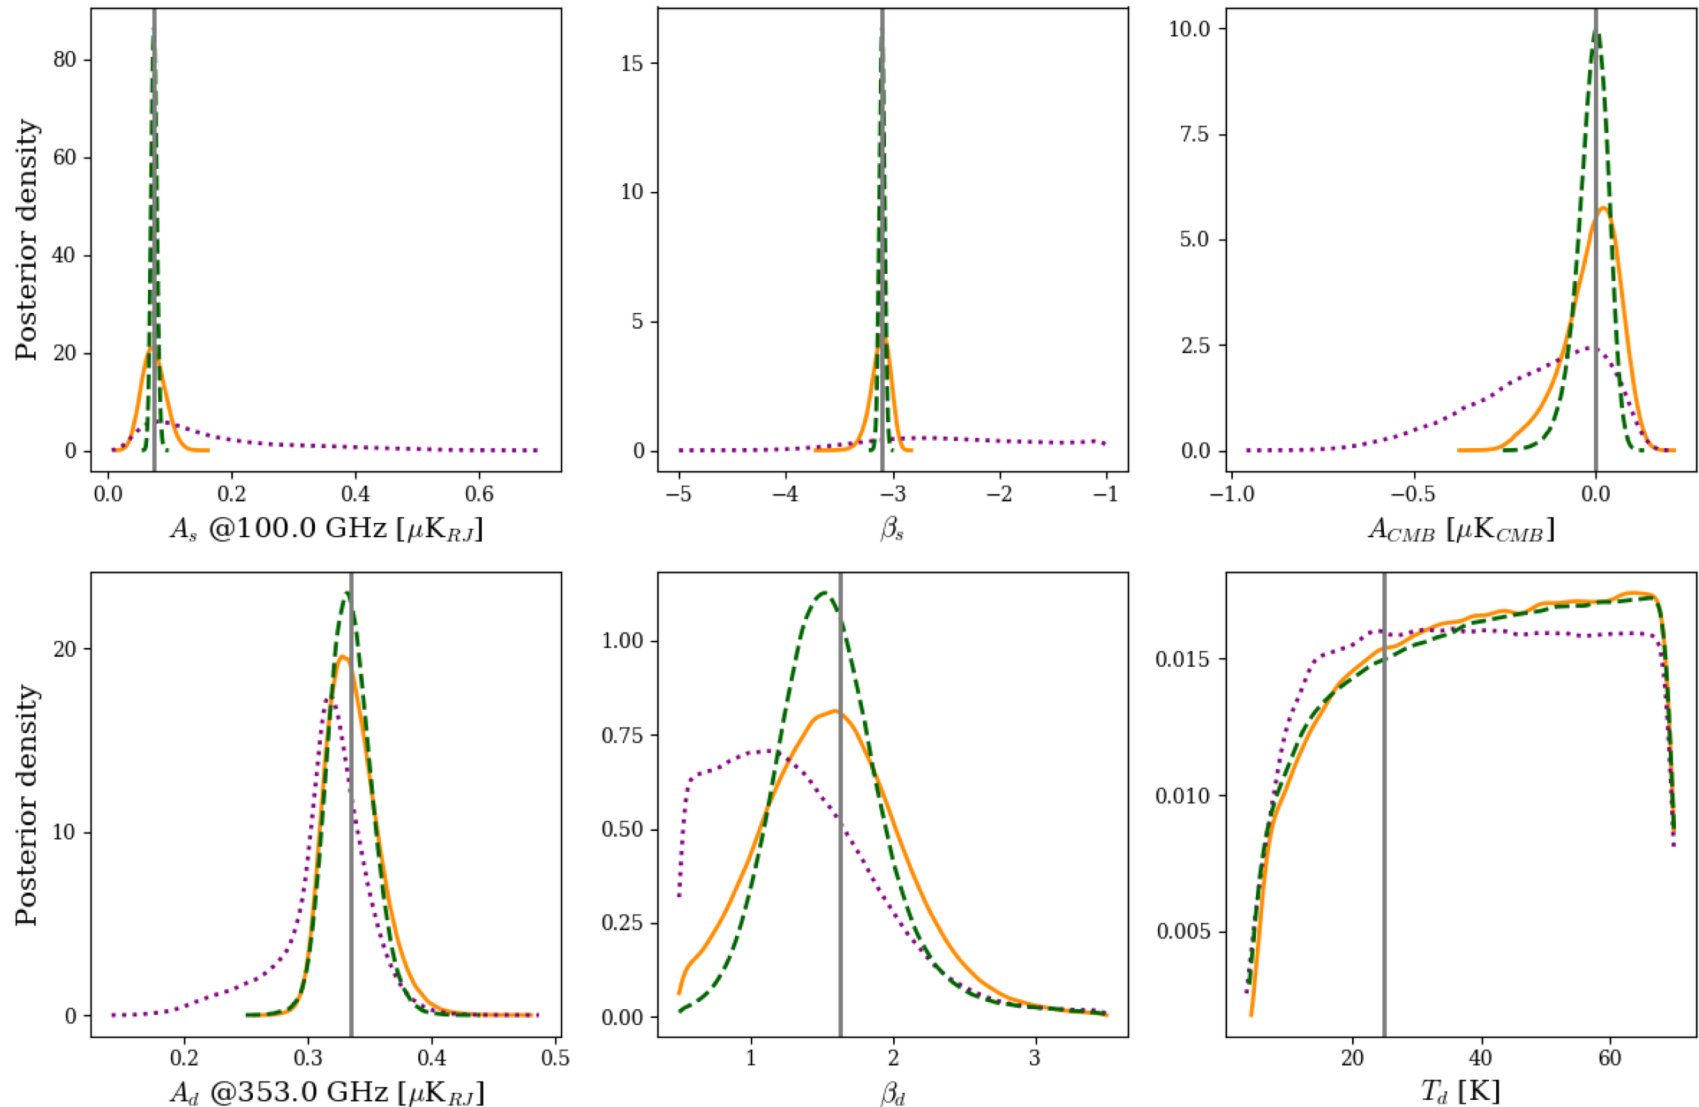 Posterior density
80
60
40
20
0
0.0 0.2 0.4 0.6
A_s @100.0 GHz [μK_RJ]
15
10
5
0
−5 −4 −3 −2 −1
β_s
10.0
7.5
5.0
2.5
0.0
−1.0 −0.5 0.0
A_CMB [μK_CMB]
Posterior density
20
10
0
0.2 0.3 0.4 0.5
A_d @353.0 GHz [μK_RJ]
1.00
0.75
0.50
0.25
0.00
1 2 3
β_d
0.015
0.010
0.005
20 40 60
T_d [K]